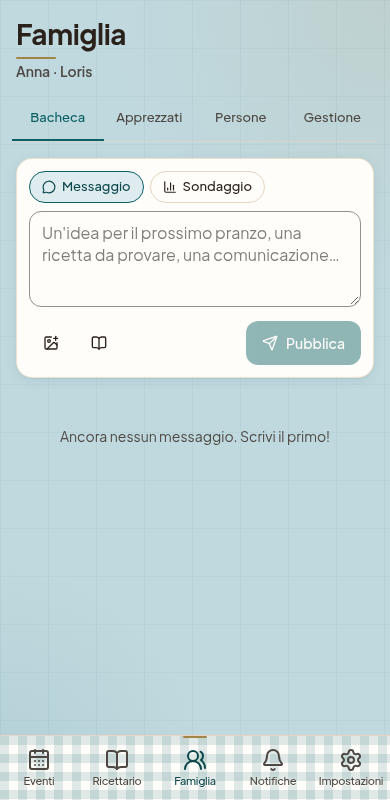 Famiglia
Anna · Loris
Bacheca
Apprezzati
Persone
Gestione
Messaggio
Sondaggio
Un'idea per il prossimo pranzo, una
ricetta da provare, una comunicazione…
Pubblica
Ancora nessun messaggio. Scrivi il primo!
Eventi
Ricettario
Famiglia
Notifiche
Impostazioni